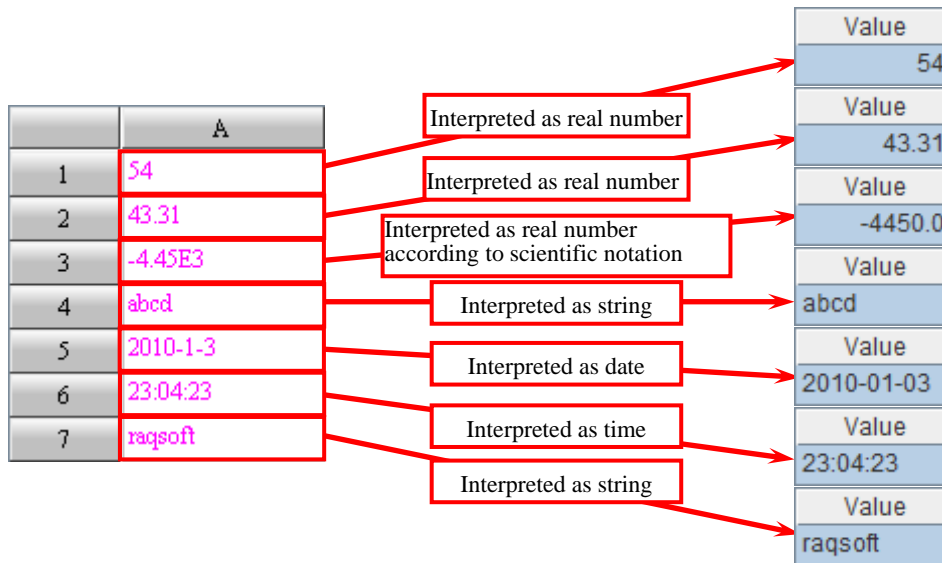 A
1 54
2 43.31
3 -4.45E3
4 abcd
5 2010-1-3
6 23:04:23
7 raqsoft
Interpreted as real number
Interpreted as real number
Interpreted as real number
according to scientific notation
Interpreted as string
Interpreted as date
Interpreted as time
Interpreted as string
Value
54
Value
43.31
Value
-4450.0
Value
abcd
Value
2010-01-03
Value
23:04:23
Value
raqsoft